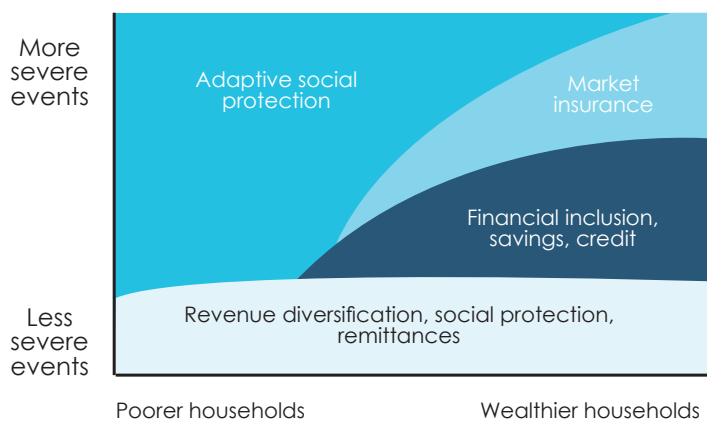 More
severe
events
Adaptive social
protection
Market
insurance
Financial inclusion,
savings, credit
Less
severe
events
Revenue diversification, social protection,
remittances
Poorer households
Wealthier households